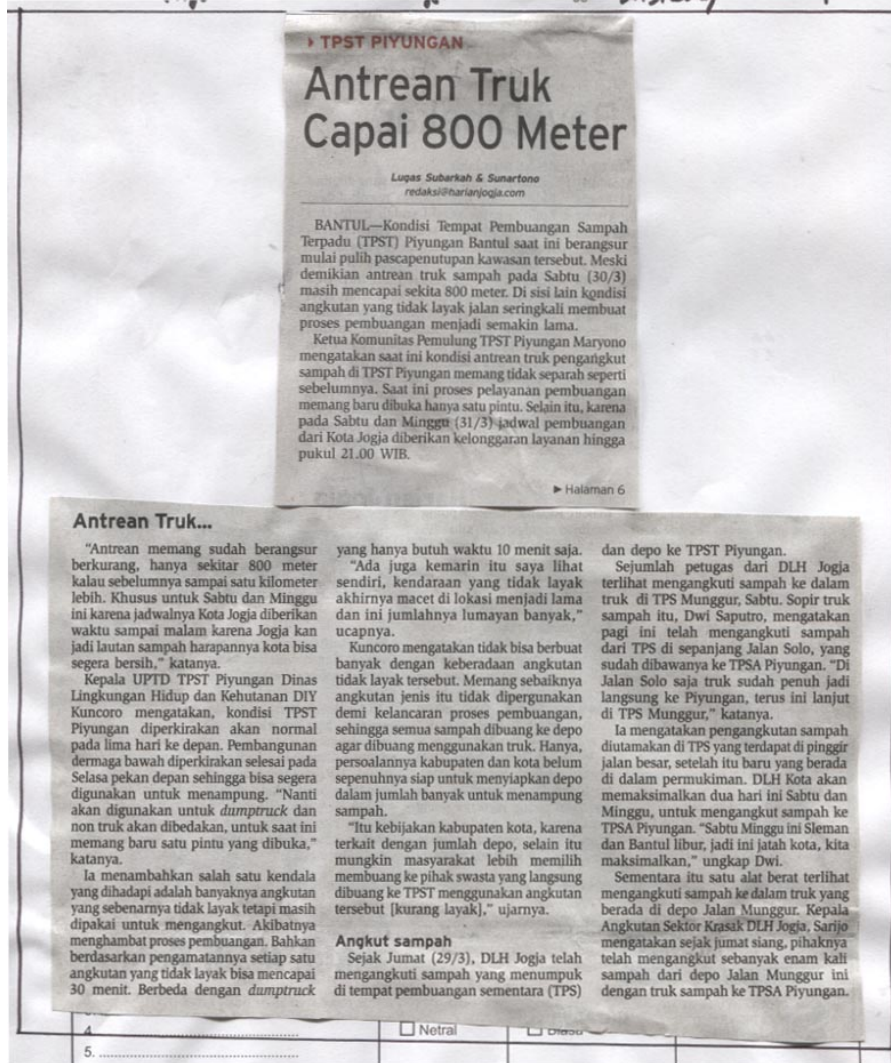 ▸ TPST PIYUNGAN
Antrean Truk
Capai 800 Meter
Lugas Subarkah & Sunartono
redaksi@harianjogja.com
BANTUL—Kondisi Tempat Pembuangan Sampah
Terpadu (TPST) Piyungan Bantul saat ini berangsur
mulai pulih pascapenutupan kawasan tersebut. Meski
demikian antrean truk sampah pada Sabtu (30/3)
masih mencapai sekita 800 meter. Di sisi lain kondisi
angkutan yang tidak layak jalan seringkali membuat
proses pembuangan menjadi semakin lama.
Ketua Komunitas Pemulung TPST Piyungan Maryono
mengatakan saat ini kondisi antrean truk pengangkut
sampah di TPST Piyungan memang tidak separah seperti
sebelumnya. Saat ini proses pelayanan pembuangan
memang baru dibuka hanya satu pintu. Selain itu, karena
pada Sabtu dan Minggu (31/3) jadwal pembuangan
dari Kota Jogja diberikan kelonggaran layanan hingga
pukul 21.00 WIB.
▸ Halaman 6
Antrean Truk...
“Antrean memang sudah berangsur
berkurang, hanya sekitar 800 meter
kalau sebelumnya sampai satu kilometer
lebih. Khusus untuk Sabtu dan Minggu
ini karena jadwalnya Kota Jogja diberikan
waktu sampai malam karena Jogja kan
jadi lautan sampah harapannya kota bisa
segera bersih,” katanya.
Kepala UPTD TPST Piyungan Dinas
Lingkungan Hidup dan Kehutanan DIY
Kuncoro mengatakan, kondisi TPST
Piyungan diperkirakan akan normal
pada lima hari ke depan. Pembangunan
dermaga bawah diperkirakan selesai pada
Selasa pekan depan sehingga bisa segera
digunakan untuk menampung. “Nanti
akan digunakan untuk dumptruck dan
non truk akan dibedakan, untuk saat ini
memang baru satu pintu yang dibuka,”
katanya.
Ia menambahkan salah satu kendala
yang dihadapi adalah banyaknya angkutan
yang sebenarnya tidak layak tetapi masih
dipakai untuk mengangkut. Akibatnya
menghambat proses pembuangan. Bahkan
berdasarkan pengamatannya setiap satu
angkutan yang tidak layak bisa mencapai
30 menit. Berbeda dengan dumptruck
yang hanya butuh waktu 10 menit saja.
“Ada juga kemarin itu saya lihat
sendiri, kendaraan yang tidak layak
akhirnya macet di lokasi menjadi lama
dan ini jumlahnya lumayan banyak,”
ucapnya.
Kuncoro mengatakan tidak bisa berbuat
banyak dengan keberadaan angkutan
tidak layak tersebut. Memang sebaiknya
angkutan jenis itu tidak dipergunakan
demi kelancaran proses pembuangan,
sehingga semua sampah dibuang ke depo
agar dibuang menggunakan truk. Hanya,
persoalannya kabupaten dan kota belum
sepenuhnya siap untuk menyiapkan depo
dalam jumlah banyak untuk menampung
sampah.
“Itu kebijakan kabupaten kota, karena
terkait dengan jumlah depo, selain itu
mungkin masyarakat lebih memilih
membuang ke pihak swasta yang langsung
dibuang ke TPST menggunakan angkutan
tersebut [kurang layak],” ujarnya.
Angkut sampah
Sejak Jumat (29/3), DLH Jogja telah
mengangkuti sampah yang menumpuk
di tempat pembuangan sementara (TPS)
dan depo ke TPST Piyungan.
Sejumlah petugas dari DLH Jogja
terlihat mengangkuti sampah ke dalam
truk di TPS Munggur, Sabtu. Sopir truk
sampah itu, Dwi Saputro, mengatakan
pagi ini telah mengangkuti sampah
dari TPS di sepanjang Jalan Solo, yang
sudah dibawanya ke TPSA Piyungan. “Di
Jalan Solo saja truk sudah penuh jadi
langsung ke Piyungan, terus ini lanjut
di TPS Munggur,” katanya.
Ia mengatakan pengangkutan sampah
diutamakan di TPS yang terdapat di pinggir
jalan besar, setelah itu baru yang berada
di dalam permukiman. DLH Kota akan
memaksimalkan dua hari ini Sabtu dan
Minggu, untuk mengangkut sampah ke
TPSA Piyungan. “Sabtu Minggu ini Sleman
dan Bantul libur, jadi ini jatah kota, kita
maksimalkan,” ungkap Dwi.
Sementara itu satu alat berat terlihat
mengangkuti sampah ke dalam truk yang
berada di depo Jalan Munggur. Kepala
Angkutan Sektor Krasak DLH Jogja, Sarijo
mengatakan sejak jumat siang, pihaknya
telah mengangkut sebanyak enam kali
sampah dari depo Jalan Munggur ini
dengan truk sampah ke TPSA Piyungan.
4. Netral
5.